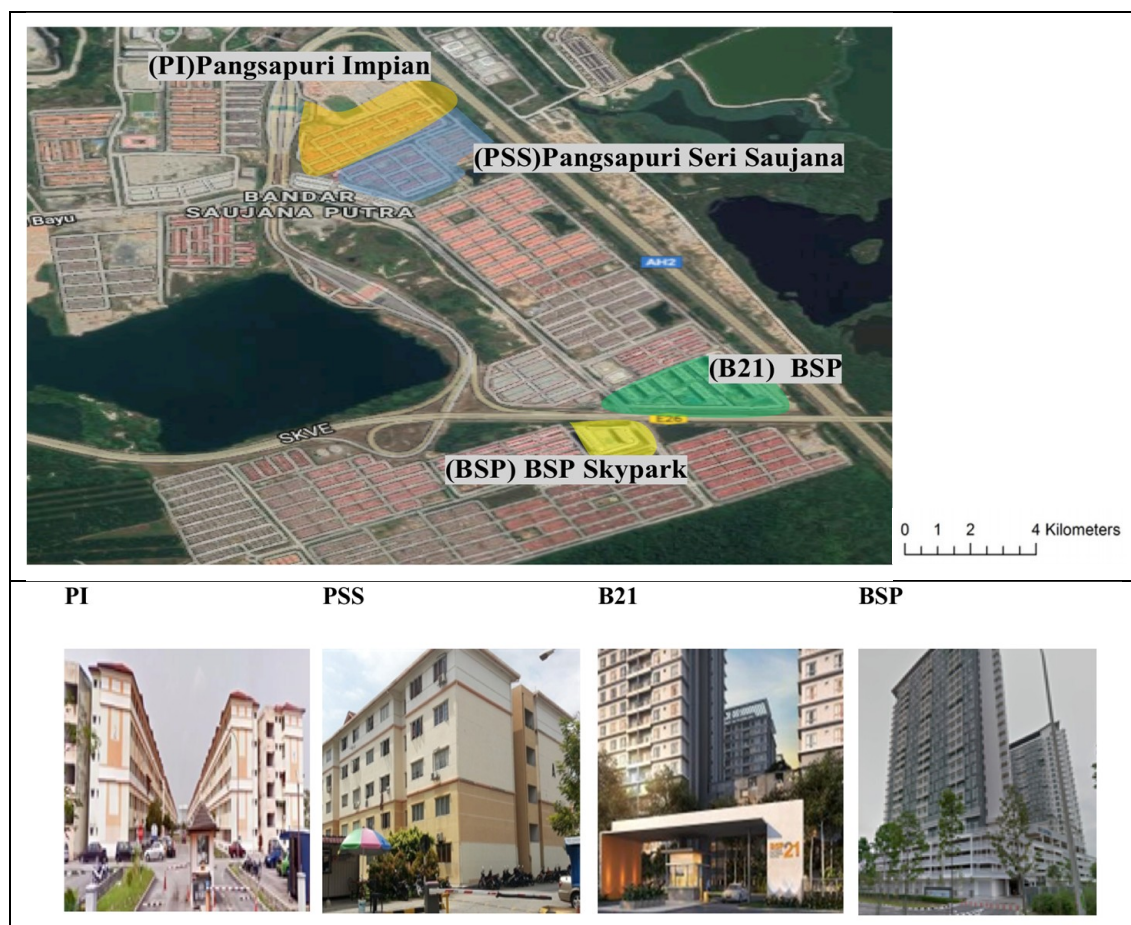 (PI)Pangsapuri Impian
(PSS)Pangsapuri Seri Saujana
BANDAR
SAUJANA PUTRA
Bayu
AH2
(B21) BSP
E26
SKVE
(BSP) BSP Skypark
0 1 2 4 Kilometers
PI PSS B21 BSP
BSP
21